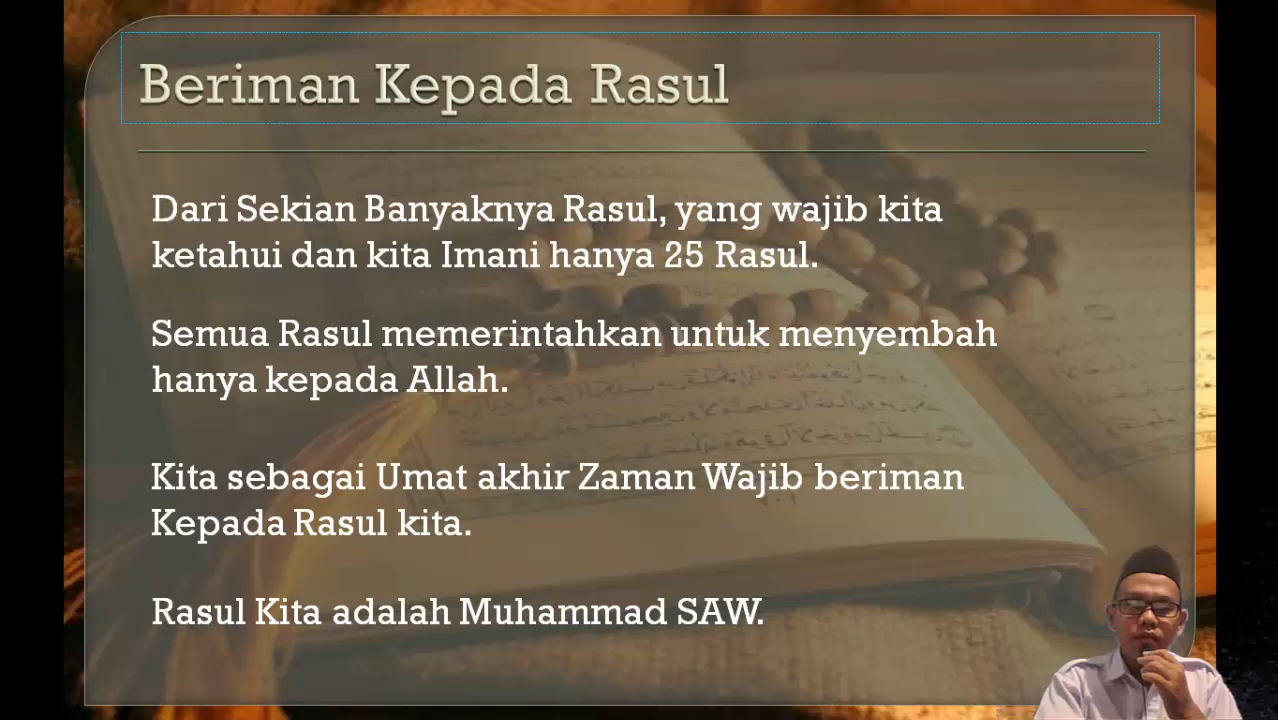 Beriman Kepada Rasul
Dari Sekian Banyaknya Rasul, yang wajib kita
ketahui dan kita Imani hanya 25 Rasul.
Semua Rasul memerintahkan untuk menyembah
hanya kepada Allah.
Kita sebagai Umat akhir Zaman Wajib beriman
Kepada Rasul kita.
Rasul Kita adalah Muhammad SAW.